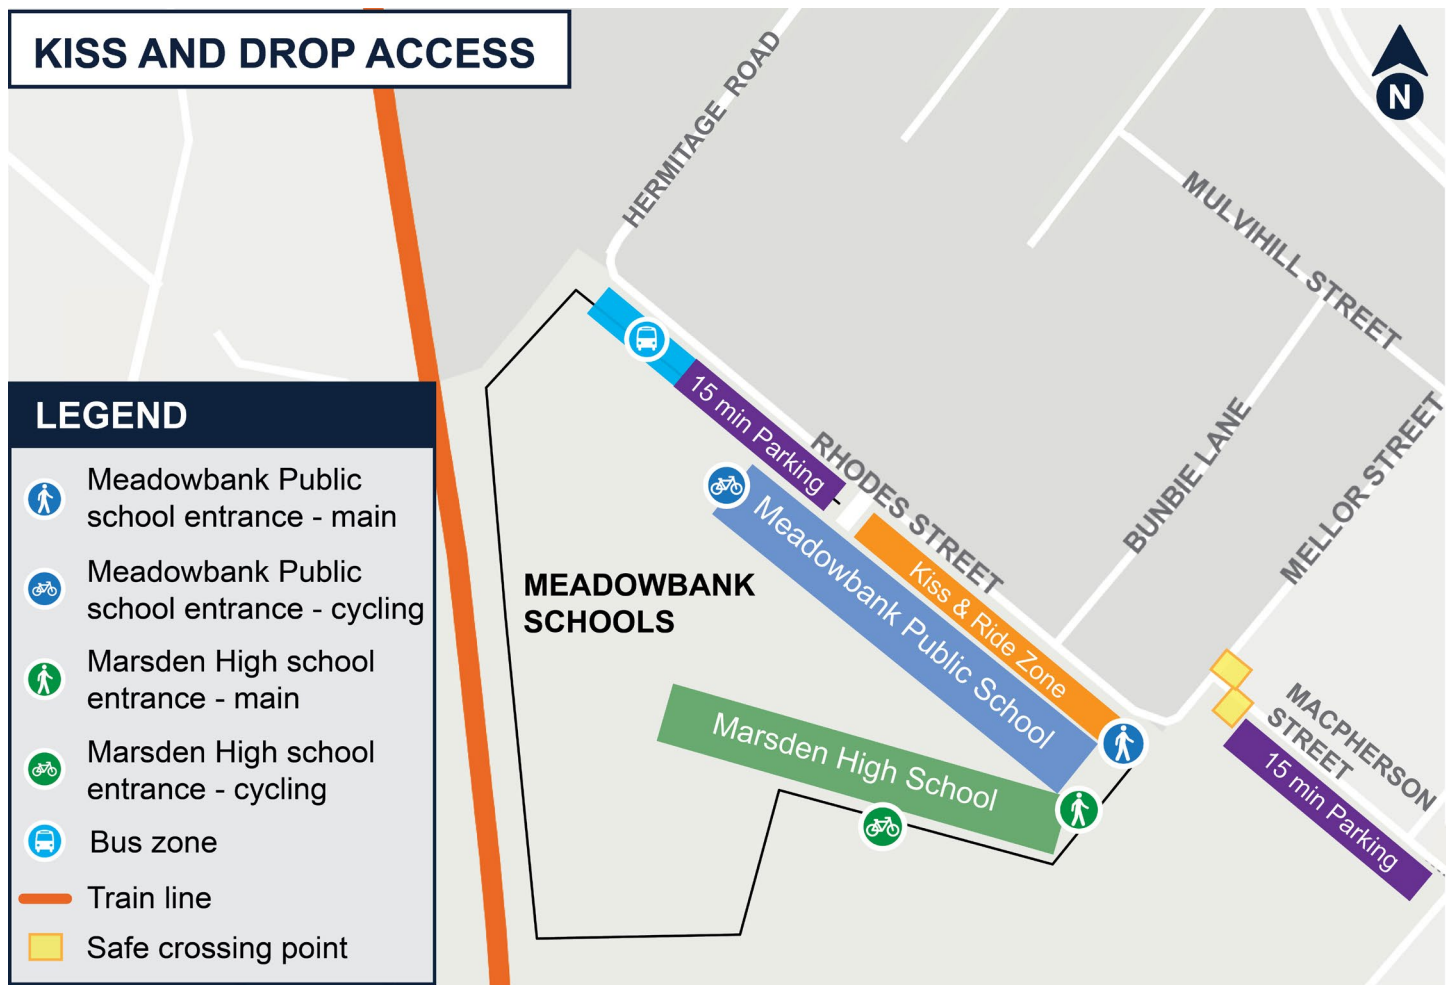 KISS AND DROP ACCESS
N
HERMITAGE ROAD
MULVIHILL STREET
15 min Parking
RHODES STREET
BUNBIE LANE
MELLOR STREET
LEGEND
Meadowbank Public
school entrance - main
Meadowbank Public
school entrance - cycling
Marsden High school
entrance - main
Marsden High school
entrance - cycling
Bus zone
Train line
Safe crossing point
MEADOWBANK
SCHOOLS
Meadowbank Public School
Kiss & Ride Zone
Marsden High School
MACPHERSON
STREET
15 min Parking